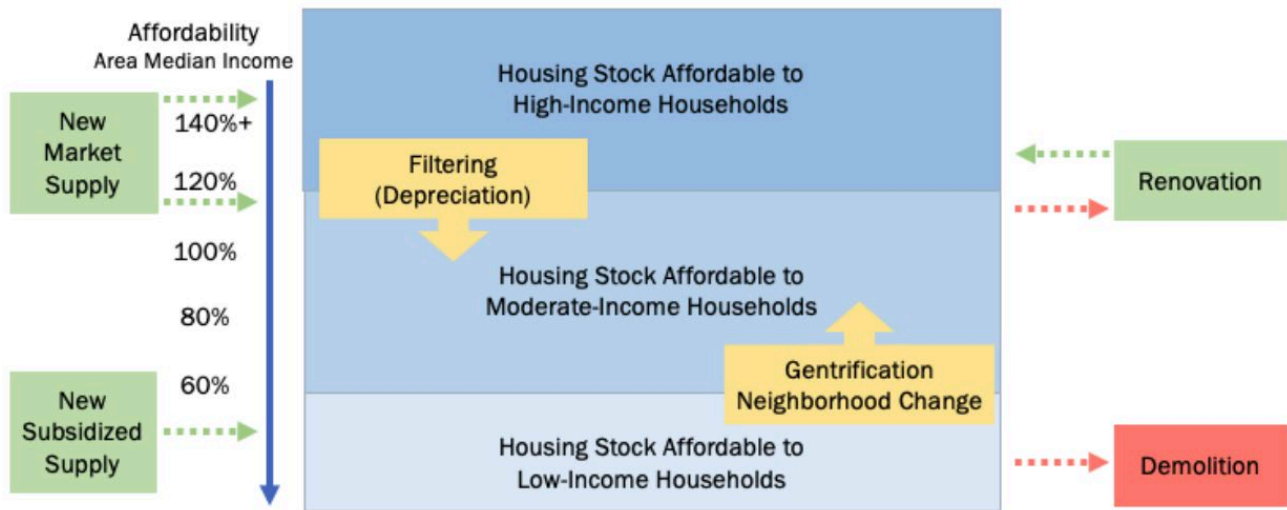 Affordability
Area Median Income
New
Market
Supply
140%+
120%
100%
80%
60%
New
Subsidized
Supply
Housing Stock Affordable to
High-Income Households
Filtering
(Depreciation)
Housing Stock Affordable to
Moderate-Income Households
Gentrification
Neighborhood Change
Housing Stock Affordable to
Low-Income Households
Renovation
Demolition